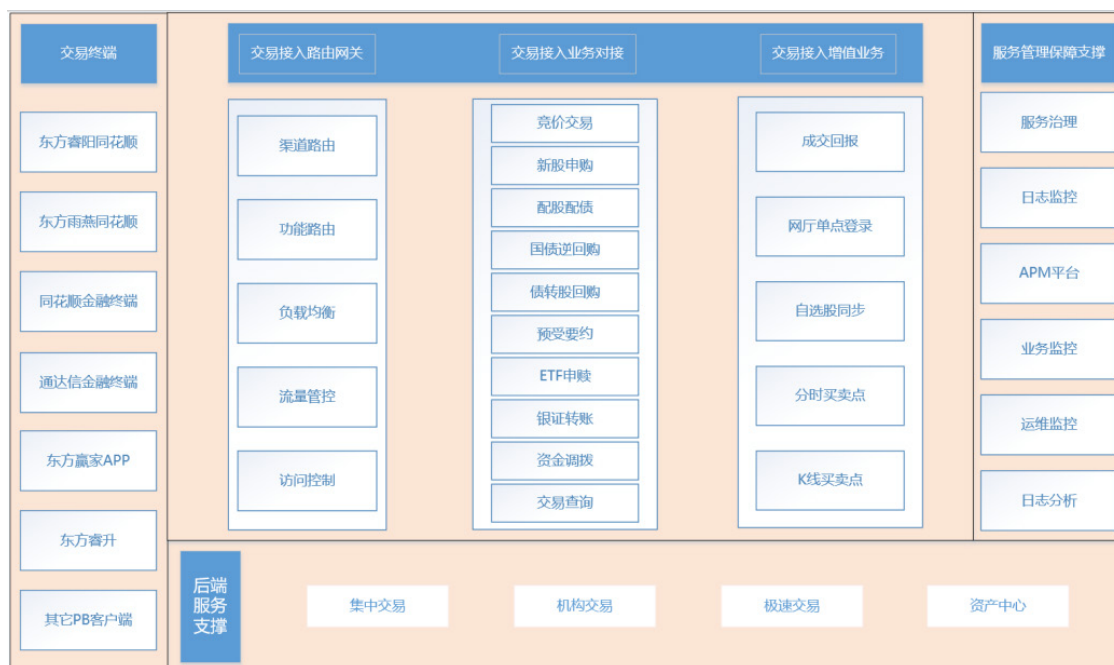 交易终端
东方睿阳同花顺
东方雨燕同花顺
同花顺金融终端
通达信金融终端
东方赢家APP
东方睿升
其它PB客户端
交易接入路由网关
交易接入业务对接
交易接入增值业务
渠道路由
功能路由
负载均衡
流量管控
访问控制
竞价交易
新股申购
配股配债
国债逆回购
债转股回购
预受要约
ETF申赎
银证转账
资金调拨
交易查询
成交回报
网厅单点登录
自选股同步
分时买卖点
K线买卖点
服务管理保障支撑
服务治理
日志监控
APM平台
业务监控
运维监控
日志分析
后端
服务
支撑
集中交易
机构交易
极速交易
资产中心